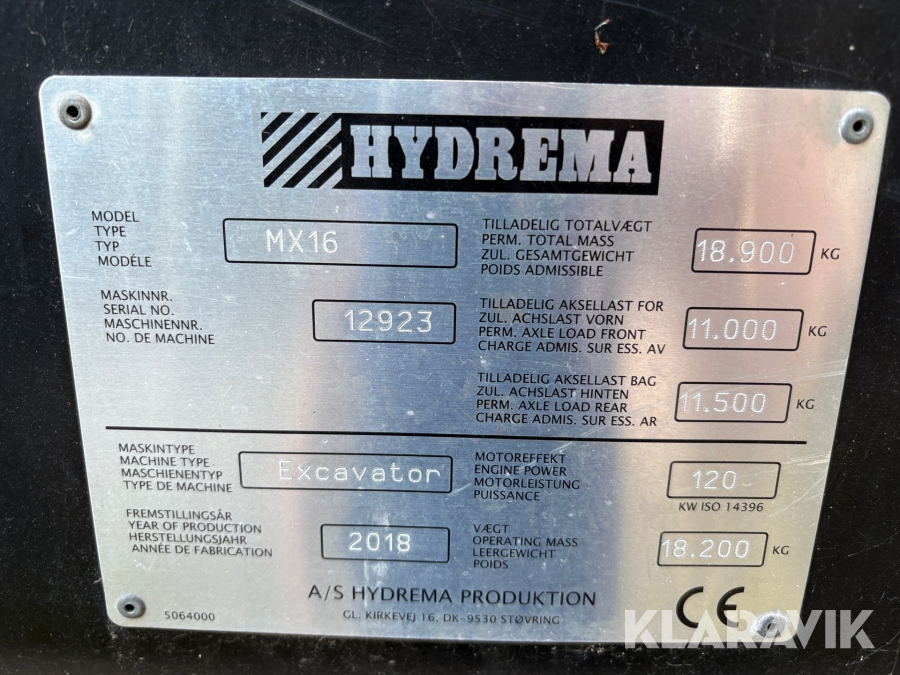 HYDREMA
MODEL
TYPE
TYP
MODÉLE
MX16
TILLADELIG TOTALVÆGT
PERM. TOTAL MASS
ZUL. GESAMTGEWICHT
POIDS ADMISSIBLE
18.900 KG
MASKINNR.
SERIAL NO.
MASCHINENNR.
NO. DE MACHINE
12923
TILLADELIG AKSELLAST FOR
ZUL. ACHSLAST VORN
PERM. AXLE LOAD FRONT
CHARGE ADMIS. SUR ESS. AV
11.000 KG
TILLADELIG AKSELLAST BAG
ZUL. ACHSLAST HINTEN
PERM. AXLE LOAD REAR
CHARGE ADMIS. SUR ESS. AR
11.500 KG
MASKINTYPE
MACHINE TYPE
MASCHIENENTYP
TYPE DE MACHINE
Excavator
MOTOREFFEKT
ENGINE POWER
MOTORLEISTUNG
PUISSANCE
120
KW ISO 14396
FREMSTILLINGSÅR
YEAR OF PRODUCTION
HERSTELLUNGSJAHR
ANNÉE DE FABRICATION
2018
VÆGT
OPERATING MASS
LEERGEWICHT
POIDS
18.200 KG
A/S HYDREMA PRODUKTION
GL. KIRKEVEJ 16, DK-9530 STØVRING
5064000
CE
KLARAVIK